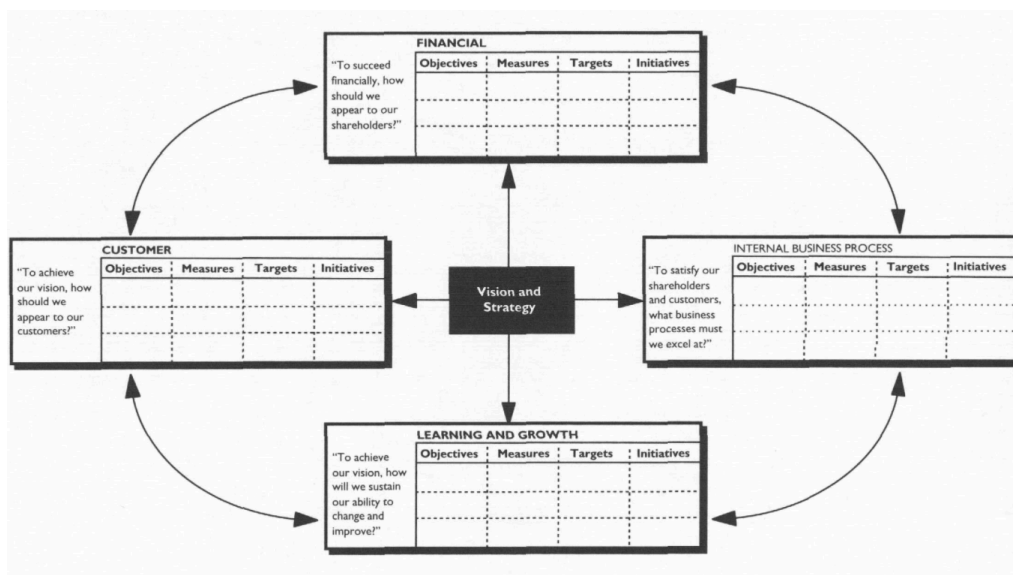 FINANCIAL
"To succeed
financially, how
should we
appear to our
shareholders?"
Objectives Measures Targets Initiatives
CUSTOMER
"To achieve
our vision, how
should we
appear to our
customers?"
Objectives Measures Targets Initiatives
Vision and
Strategy
INTERNAL BUSINESS PROCESS
"To satisfy our
shareholders
and customers,
what business
processes must
we excel at?"
Objectives Measures Targets Initiatives
LEARNING AND GROWTH
"To achieve
our vision, how
will we sustain
our ability to
change and
improve?"
Objectives Measures Targets Initiatives